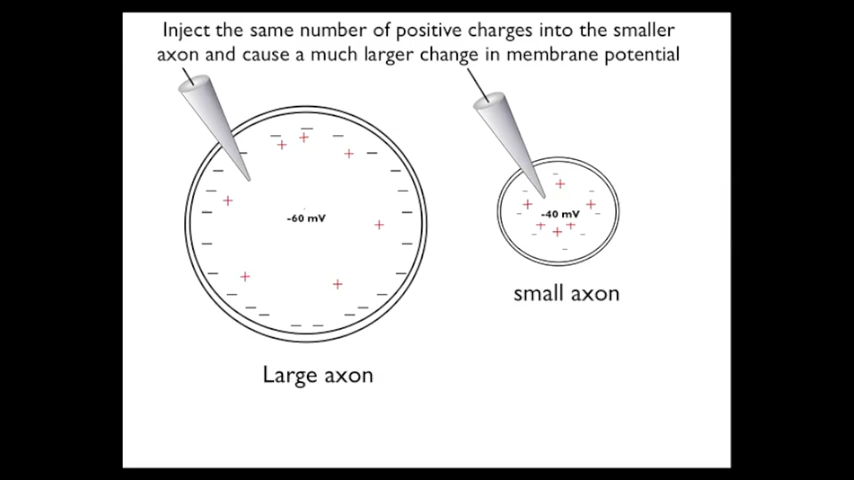 Inject the same number of positive charges into the smaller
axon and cause a much larger change in membrane potential
-60 mV
-40 mV
small axon
Large axon